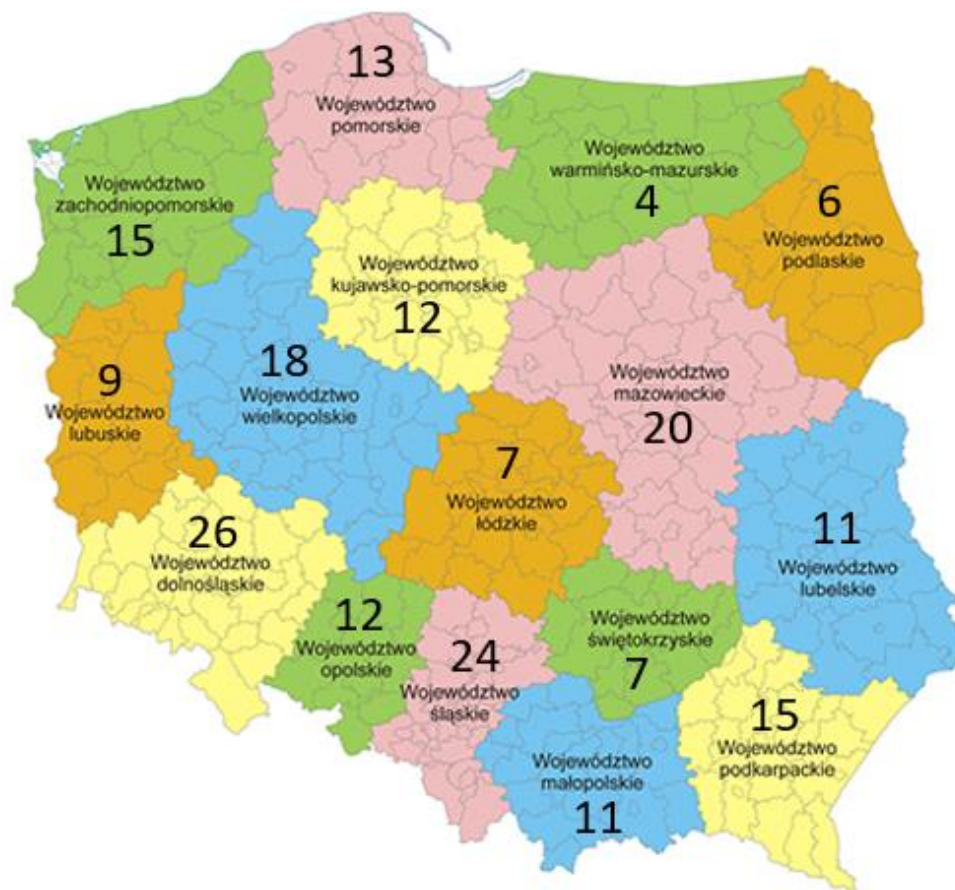 13
Województwo
pomorskie
Województwo
warmińsko-mazurskie
4
Województwo
zachodniopomorskie
15
6
Województwo
podlaskie
Województwo
kujawsko-pomorskie
12
9
Województwo
lubuskie
18
Województwo
wielkopolskie
Województwo
mazowieckie
20
7
Województwo
łódzkie
26
Województwo
dolnośląskie
11
Województwo
lubelskie
12
Województwo
opolskie
24
Województwo
śląskie
Województwo
świętokrzyskie
7
15
Województwo
podkarpackie
Województwo
małopolskie
11